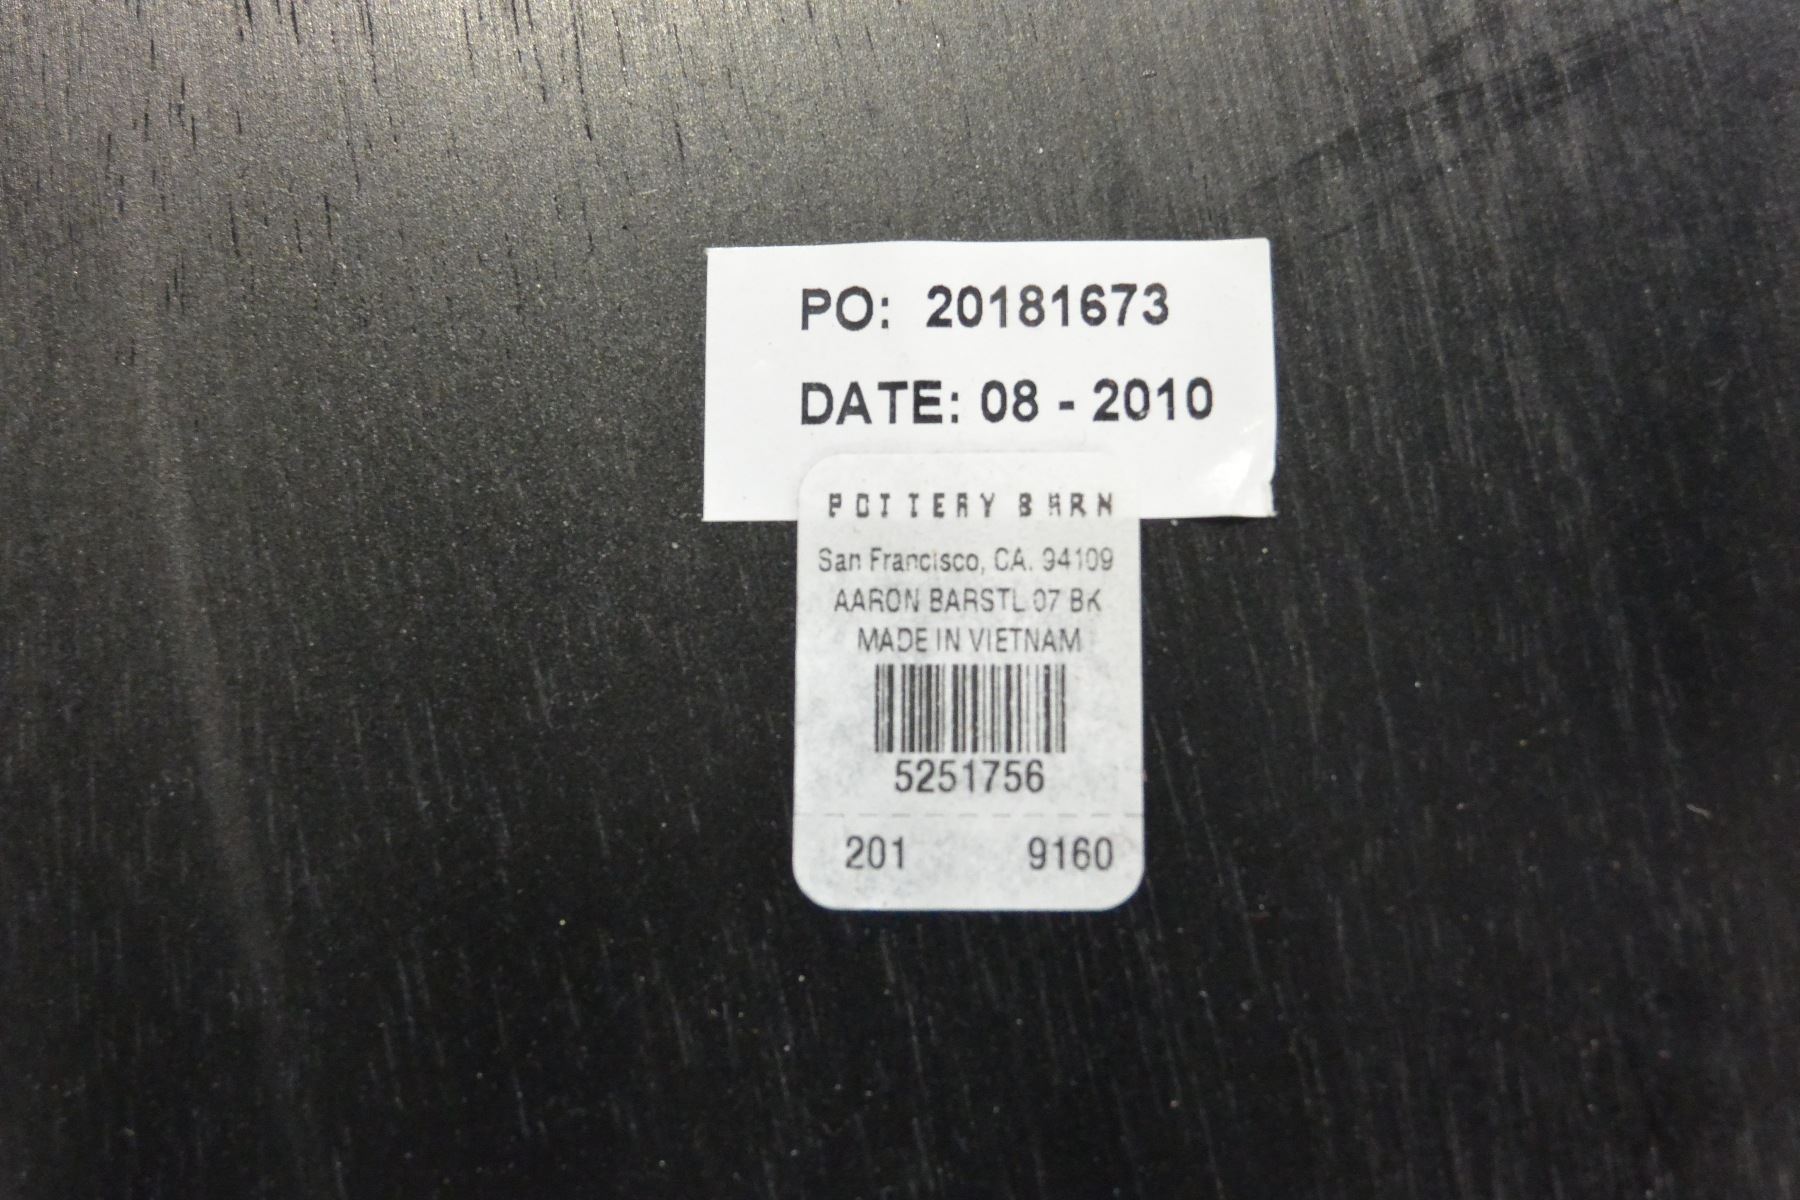 PO: 20181673
DATE: 08 - 2010
POTTERY BARN
San Francisco, CA. 94109
AARON BARSTL 07 BK
MADE IN VIETNAM
5251756
201 9160